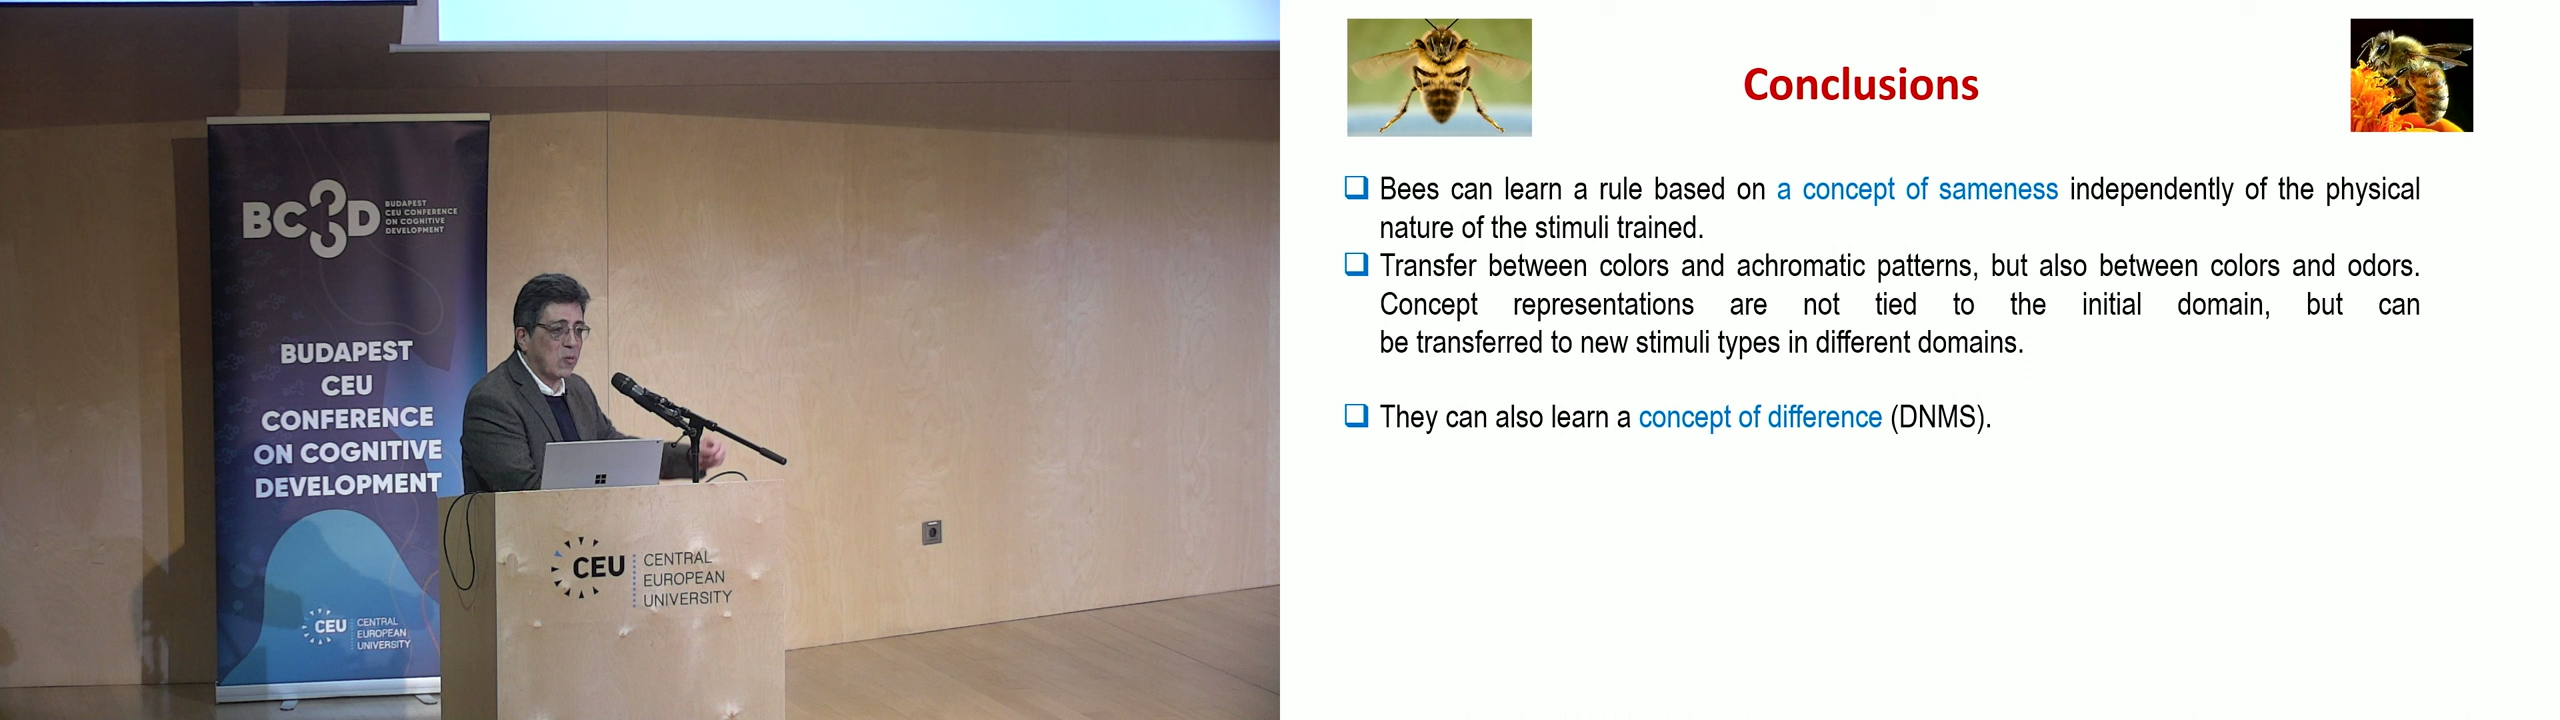 BC3D
BUDAPEST
CEU CONFERENCE
ON COGNITIVE
DEVELOPMENT
BUDAPEST
CEU
CONFERENCE
ON COGNITIVE
DEVELOPMENT
CEU
CENTRAL
EUROPEAN
UNIVERSITY
CEU
CENTRAL
EUROPEAN
UNIVERSITY
Conclusions
❑ Bees can learn a rule based on a concept of sameness independently of the physical
nature of the stimuli trained.
❑ Transfer between colors and achromatic patterns, but also between colors and odors.
Concept representations are not tied to the initial domain, but can
be transferred to new stimuli types in different domains.
❑ They can also learn a concept of difference (DNMS).